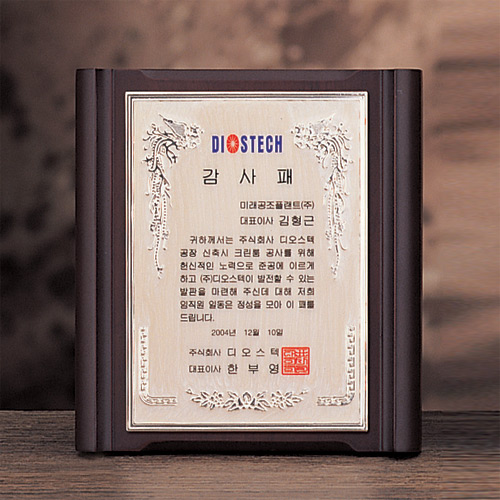 DIOSTECH
감 사 패
미래공조플랜트(주)
대표이사 김형근
귀하께서는 주식회사 디오스텍
공장 신축시 크린룸 공사를 위해
헌신적인 노력으로 준공에 이르게
하고 (주)디오스텍이 발전할 수 있는
발판을 마련해 주신데 대해 저희
임직원 일동은 정성을 모아 이 패를
드립니다.
2004년 12월 10일
주식회사 디 오 스 텍
대표이사 한 부 영